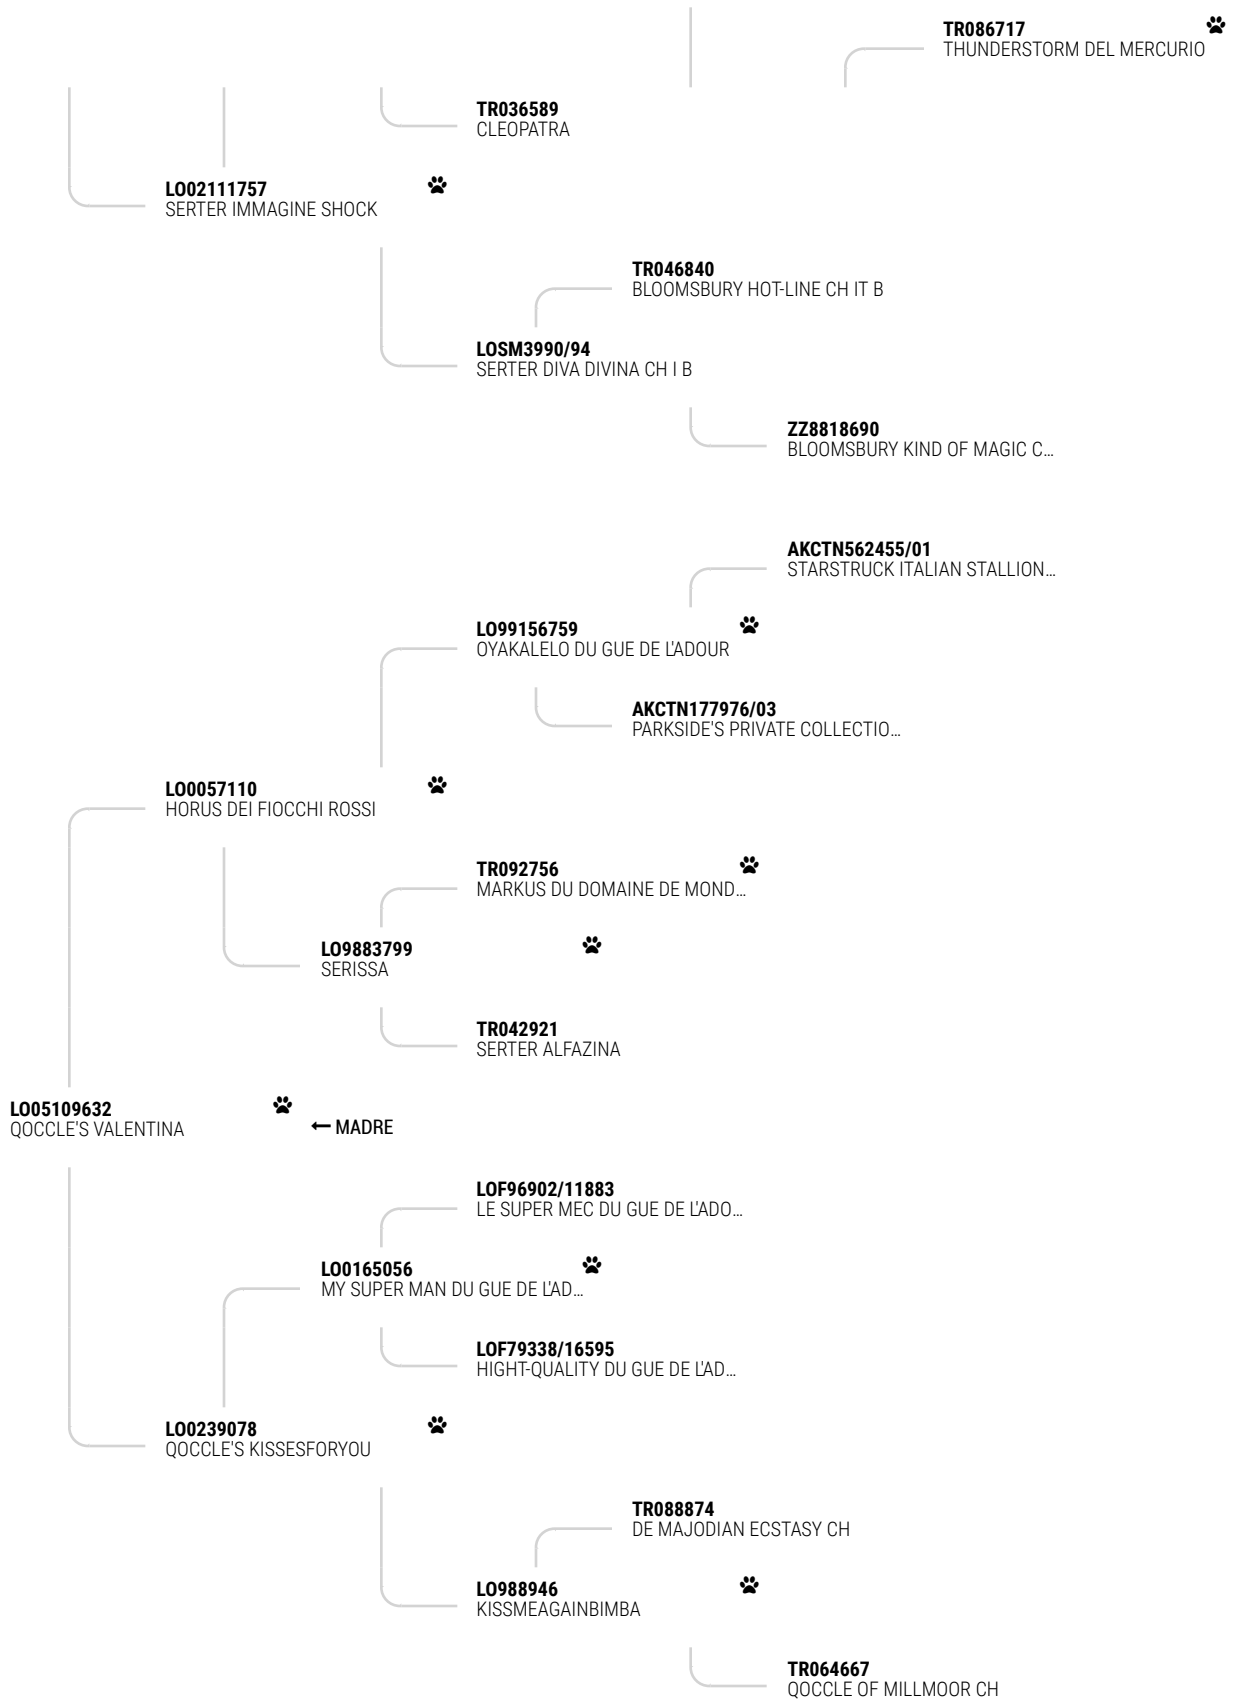 TR086717
THUNDERSTORM DEL MERCURIO
TR036589
CLEOPATRA
LO02111757
SERTER IMMAGINE SHOCK
TR046840
BLOOMSBURY HOT-LINE CH IT B
LOSM3990/94
SERTER DIVA DIVINA CH I B
ZZ8818690
BLOOMSBURY KIND OF MAGIC C...
AKCTN562455/01
STARSTRUCK ITALIAN STALLION...
LO99156759
OYAKALELO DU GUE DE L'ADOUR
AKCTN177976/03
PARKSIDE'S PRIVATE COLLECTIO...
LO0057110
HORUS DEI FIOCCHI ROSSI
TR092756
MARKUS DU DOMAINE DE MOND...
LO9883799
SERISSA
TR042921
SERTER ALFAZINA
LO05109632
QOCCLE'S VALENTINA
← MADRE
LOF96902/11883
LE SUPER MEC DU GUE DE L'ADO...
LO0165056
MY SUPER MAN DU GUE DE L'AD...
LOF79338/16595
HIGHT-QUALITY DU GUE DE L'AD...
LO0239078
QOCCLE'S KISSESFORYOU
TR088874
DE MAJODIAN ECSTASY CH
LO988946
KISSMEAGAINBIMBA
TR064667
QOCCLE OF MILLMOOR CH